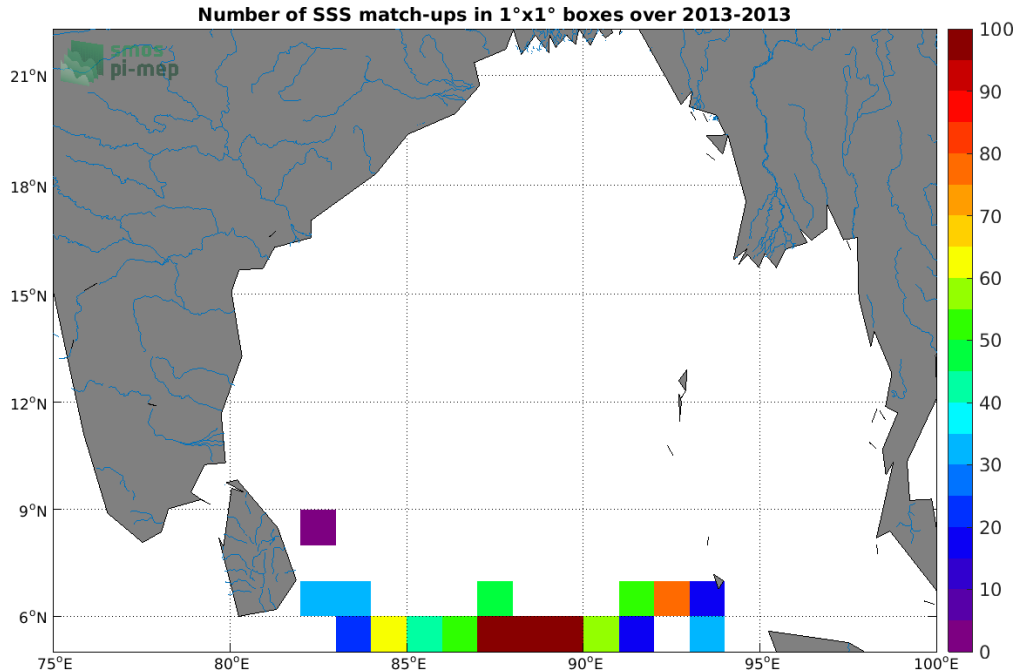 Number of SSS match-ups in 1°x1° boxes over 2013-2013
smos
pi-mep
21°N
18°N
15°N
12°N
9°N
6°N
75°E 80°E 85°E 90°E 95°E 100°E
100
90
80
70
60
50
40
30
20
10
0